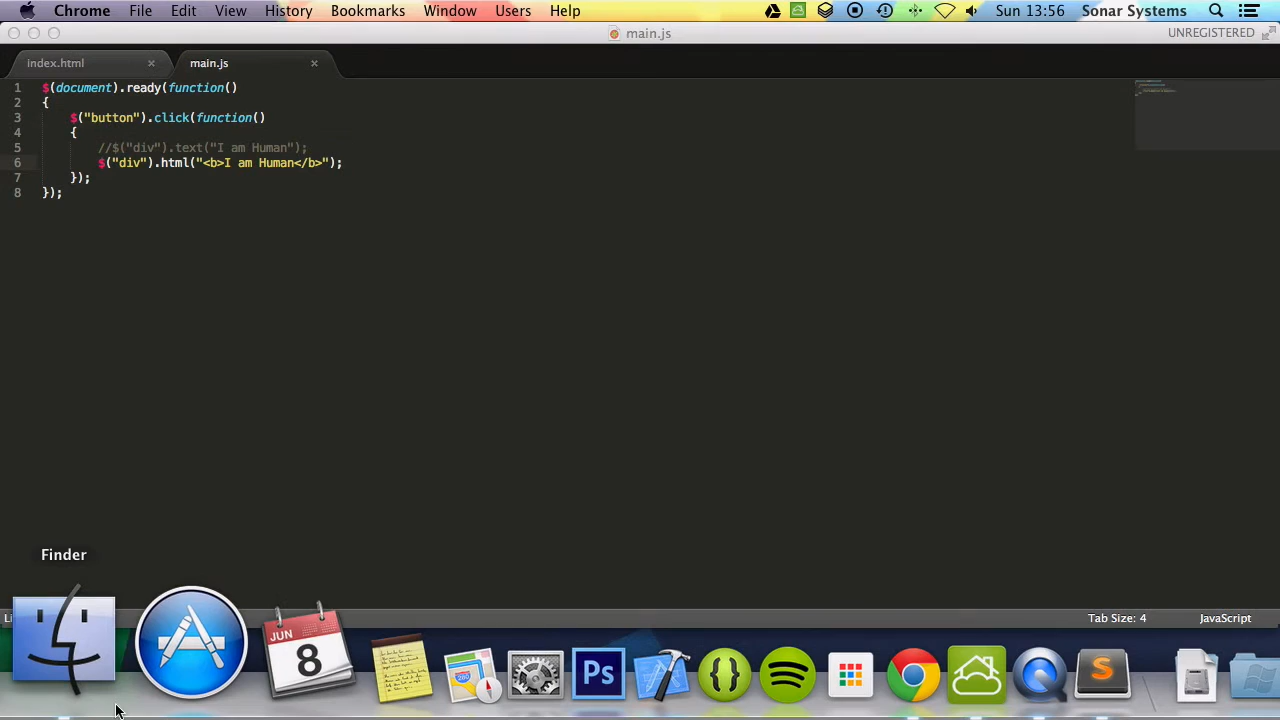 Chrome File Edit View History Bookmarks Window Users Help Sun 13:56 Sonar Systems
main.js UNREGISTERED
index.html × main.js ×
1 $(document).ready(function()
2 {
3 $("button").click(function()
4 {
5 //$("div").text("I am Human");
6 $("div").html("<b>I am Human</b>");
7 });
8 });
Finder
Tab Size: 4 JavaScript
JUN
8
280
Ps
{}
S